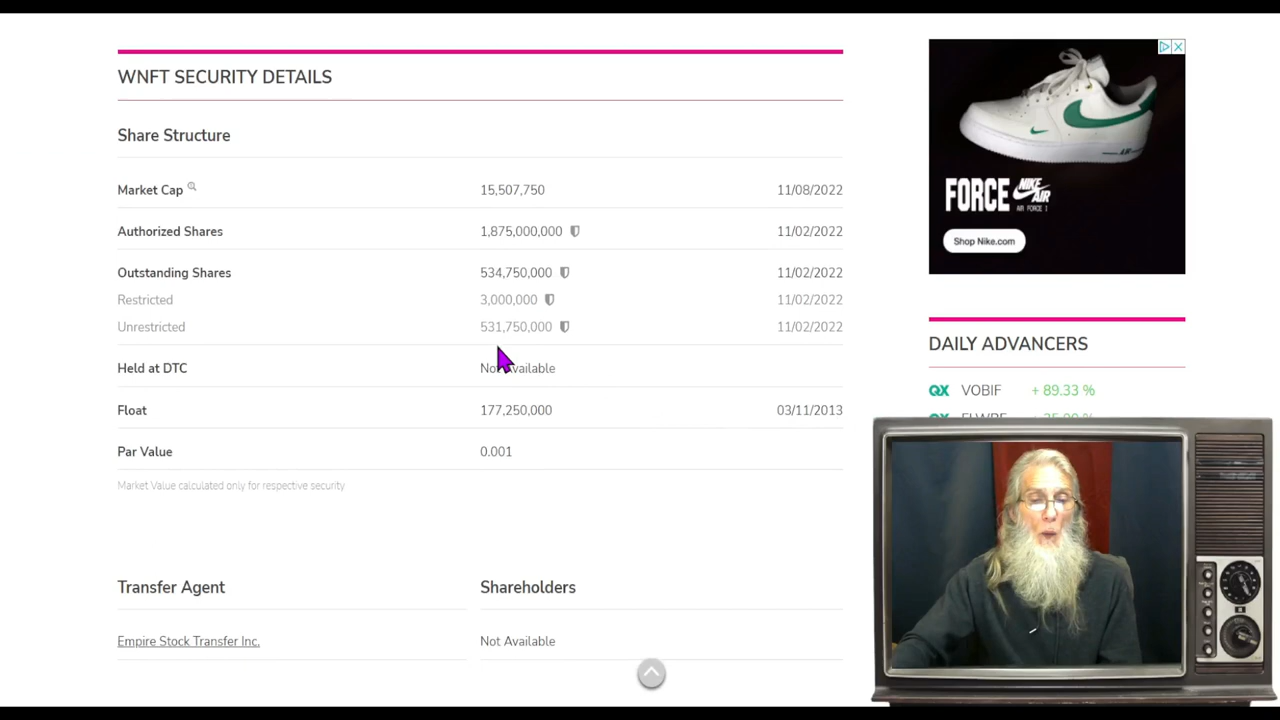 WNFT SECURITY DETAILS
Share Structure
Market Cap 15,507,750 11/08/2022
Authorized Shares 1,875,000,000 11/02/2022
Outstanding Shares 534,750,000 11/02/2022
Restricted 3,000,000 11/02/2022
Unrestricted 531,750,000 11/02/2022
Held at DTC Not Available
Float 177,250,000 03/11/2013
Par Value 0.001
Market Value calculated only for respective security
Transfer Agent Shareholders
Empire Stock Transfer Inc. Not Available
FORCE NIKE AIR
AIR FORCE 1
Shop Nike.com
DAILY ADVANCERS
QX VOBIF + 89.33 %